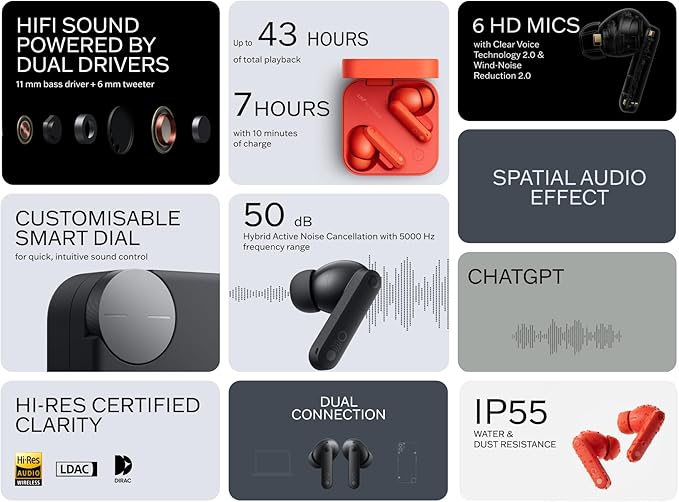 HIFI SOUND
POWERED BY
DUAL DRIVERS
11 mm bass driver + 6 mm tweeter
Up to 43 HOURS
of total playback
7 HOURS
with 10 minutes
of charge
6 HD MICS
with Clear Voice
Technology 2.0 &
Wind-Noise
Reduction 2.0
SPATIAL AUDIO
EFFECT
CUSTOMISABLE
SMART DIAL
for quick, intuitive sound control
50 dB
Hybrid Active Noise Cancellation with 5000 Hz
frequency range
CHATGPT
HI-RES CERTIFIED
CLARITY
Hi-Res
AUDIO
WIRELESS
LDAC
DIRAC
DUAL
CONNECTION
IP55
WATER &
DUST RESISTANCE